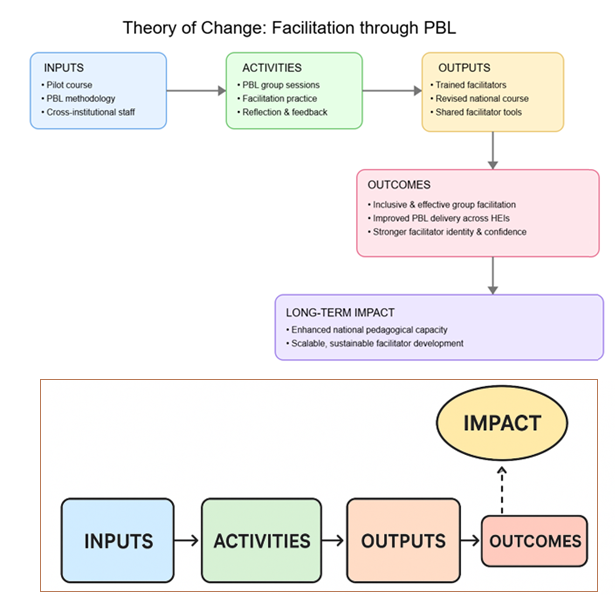 Theory of Change: Facilitation through PBL
INPUTS
• Pilot course
• PBL methodology
• Cross-institutional staff
ACTIVITIES
• PBL group sessions
• Facilitation practice
• Reflection & feedback
OUTPUTS
• Trained facilitators
• Revised national course
• Shared facilitator tools
OUTCOMES
• Inclusive & effective group facilitation
• Improved PBL delivery across HEIs
• Stronger facilitator identity & confidence
LONG-TERM IMPACT
• Enhanced national pedagogical capacity
• Scalable, sustainable facilitator development
IMPACT
INPUTS
ACTIVITIES
OUTPUTS
OUTCOMES